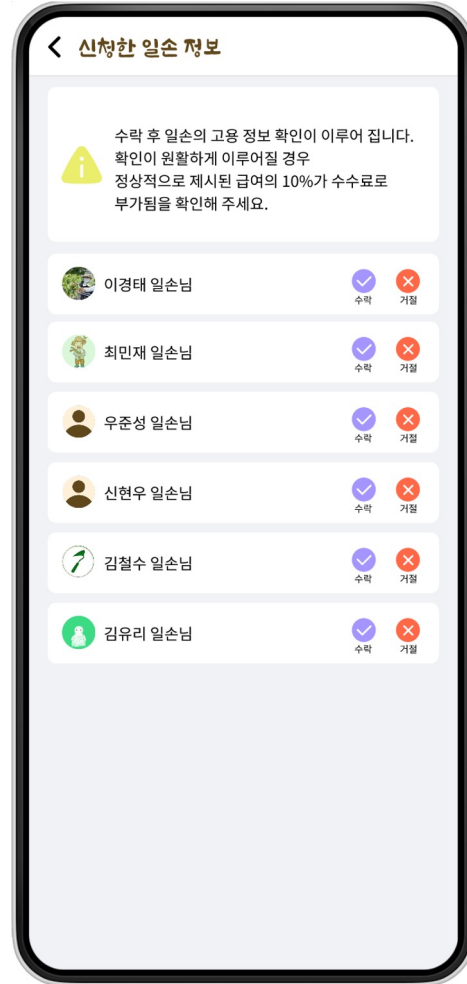 신청한 일손 정보
수락 후 일손의 고용 정보 확인이 이루어 집니다.
확인이 원활하게 이루어질 경우
정상적으로 제시된 급여의 10%가 수수료로
부가됨을 확인해 주세요.
이경태 일손님
수락 거절
최민재 일손님
수락 거절
우준성 일손님
수락 거절
신현우 일손님
수락 거절
김철수 일손님
수락 거절
김유리 일손님
수락 거절